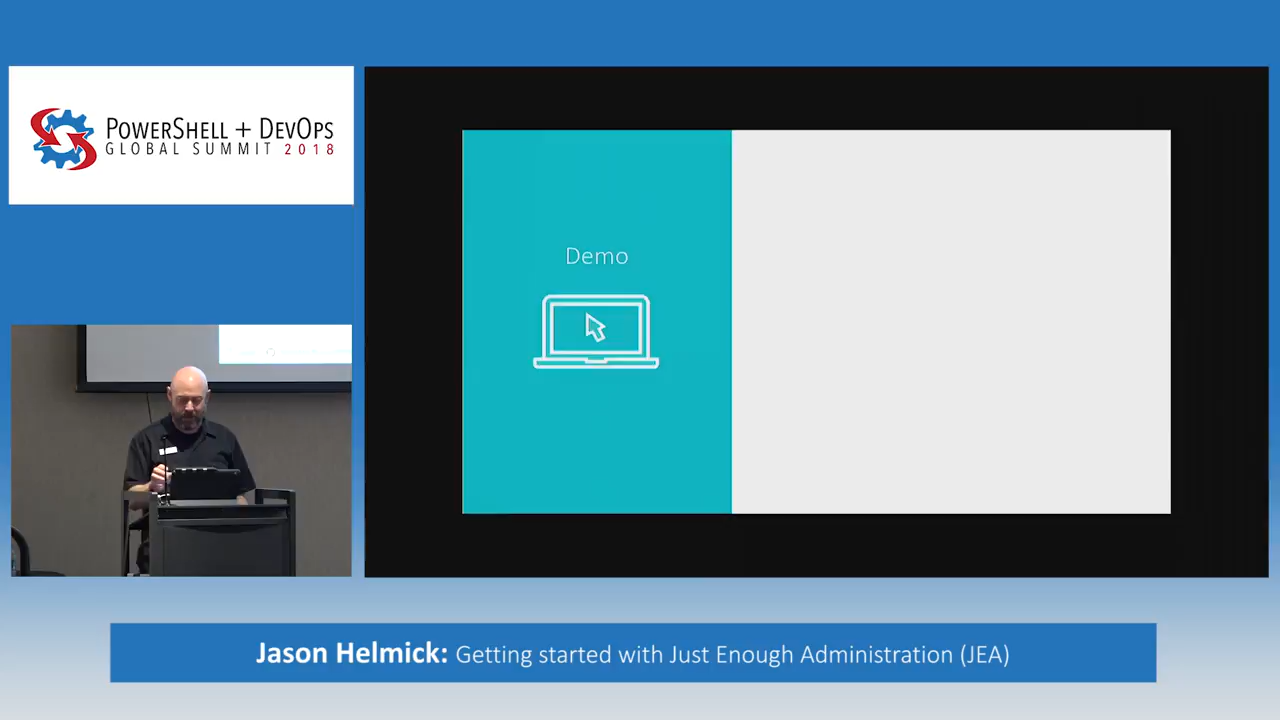 POWERSHELL + DEVOPS
GLOBAL SUMMIT 2018
Demo
Jason Helmick: Getting started with Just Enough Administration (JEA)